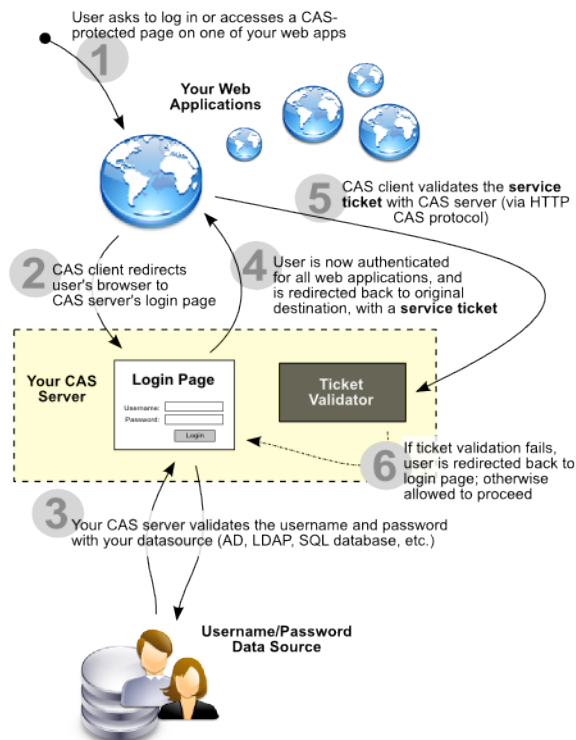 User asks to log in or accesses a CAS-
protected page on one of your web apps
1
Your Web
Applications
5
CAS client validates the service
ticket with CAS server (via HTTP
CAS protocol)
2
CAS client redirects
user's browser to
CAS server's login page
4
User is now authenticated
for all web applications, and
is redirected back to original
destination, with a service ticket
Your CAS
Server
Login Page
Username:
Password:
Login
Ticket
Validator
6
If ticket validation fails,
user is redirected back to
login page; otherwise
allowed to proceed
3
Your CAS server validates the username and password
with your datasource (AD, LDAP, SQL database, etc.)
Username/Password
Data Source